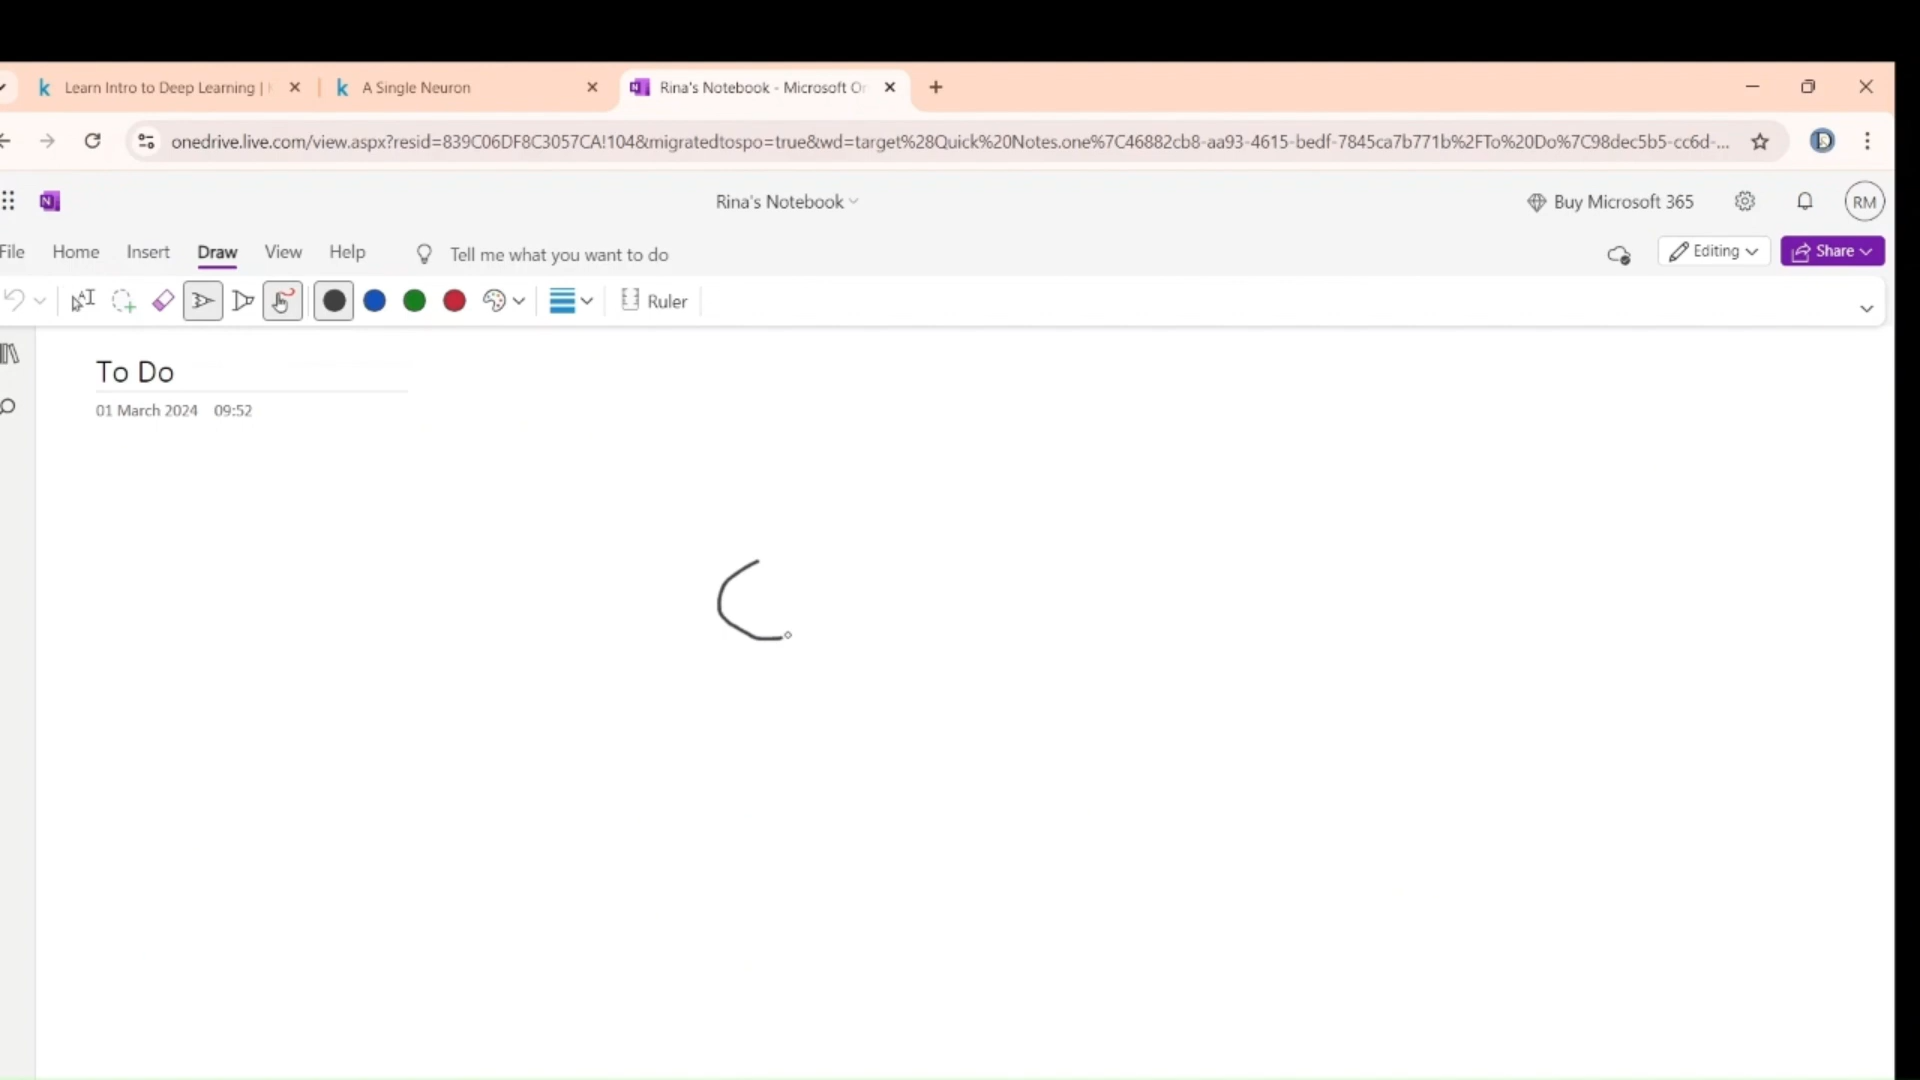 Learn Intro to Deep Learning |
A Single Neuron
Rina's Notebook - Microsoft Or
onedrive.live.com/view.aspx?resid=839C06DF8C3057CA!104&migratedtospo=true&wd=target%28Quick%20Notes.one%7C46882cb8-aa93-4615-bedf-7845ca7b771b%2FTo%20Do%7C98dec5b5-cc6d-...
Rina's Notebook
Buy Microsoft 365
RM
File Home Insert Draw View Help Tell me what you want to do
Editing
Share
Ruler
To Do
01 March 2024 09:52